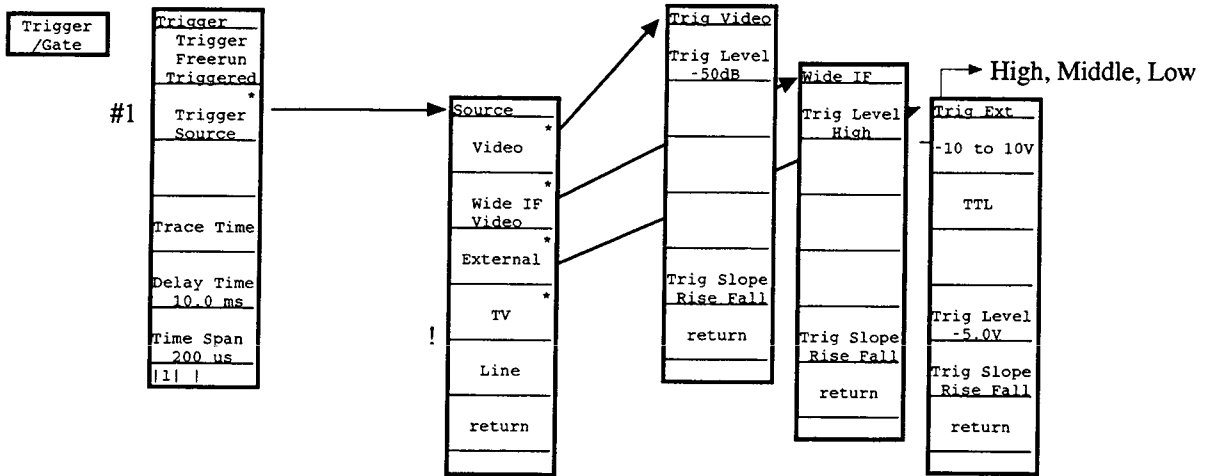 Trigger
/Gate
Trigger
Trigger
Freerun
Triggered
*
#1
Trigger
Source
Trace Time
Delay Time
10.0 ms
Time Span
200 us
|1| |
Source
*
Video
*
Wide IF
Video
*
External
*
TV
!
Line
return
Trig Video
Trig Level
-50dB
Trig Slope
Rise Fall
return
Wide IF
Trig Level
High
Trig Slope
Rise Fall
return
High, Middle, Low
Trig Ext
-10 to 10V
TTL
Trig Level
-5.0V
Trig Slope
Rise Fall
return